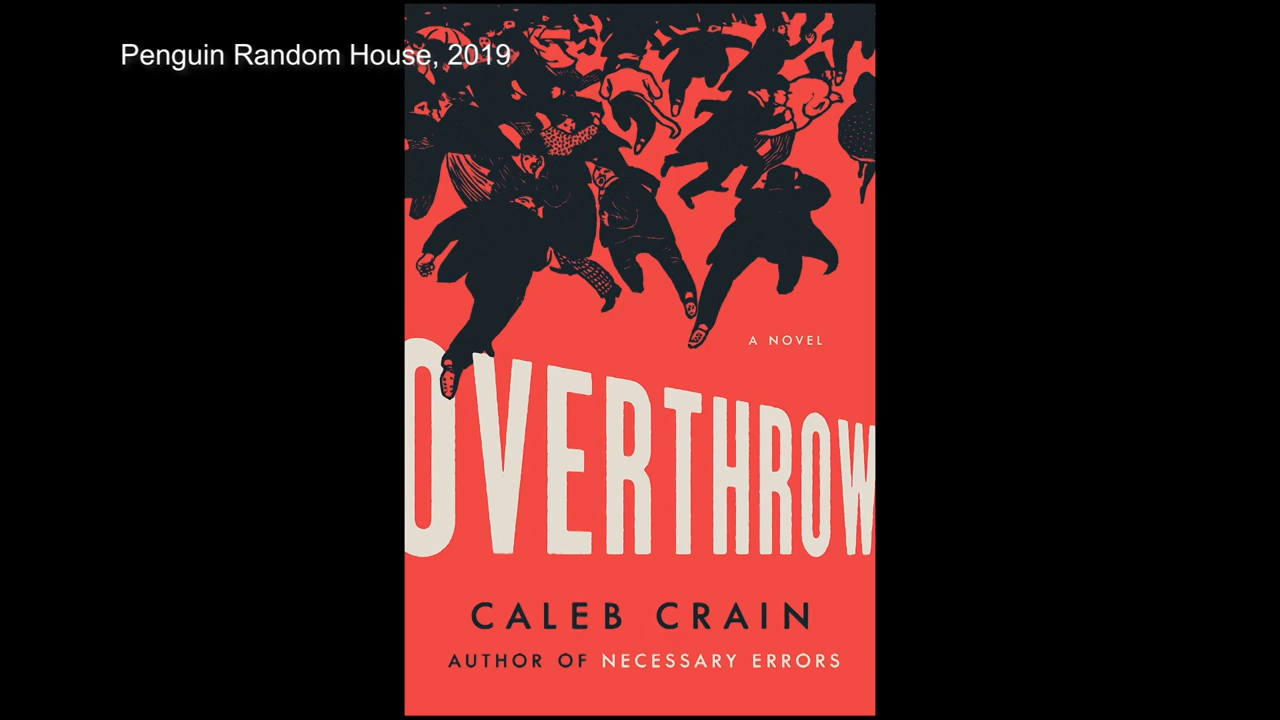 Penguin Random House, 2019
A NOVEL
OVERTHROW
CALEB CRAIN
AUTHOR OF NECESSARY ERRORS